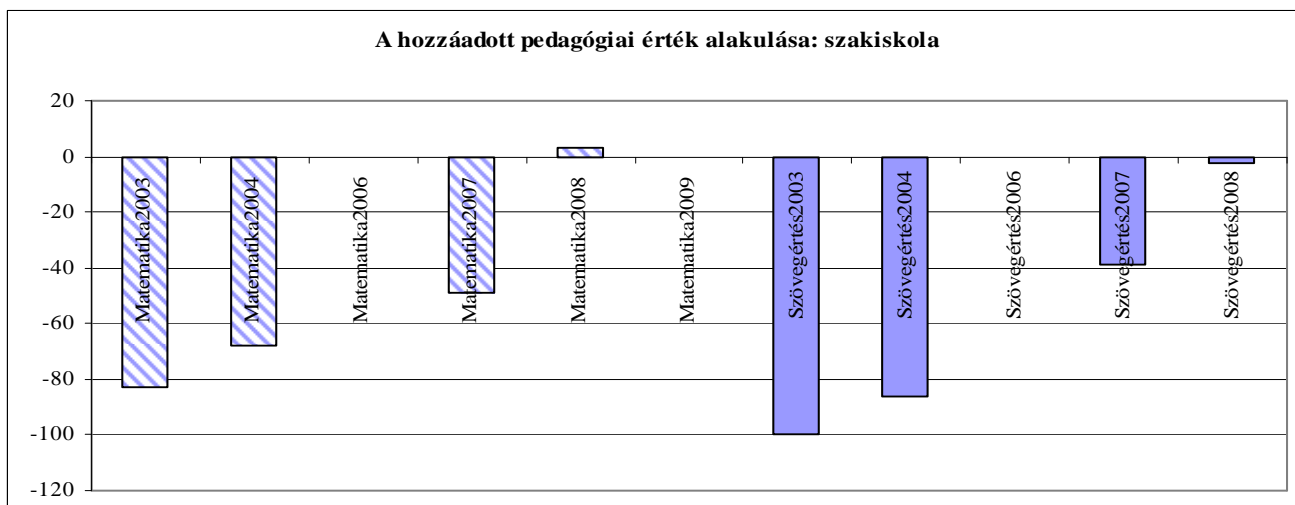 A hozzáadott pedagógiai érték alakulása: szakiskola
20
0
-20
-40
-60
-80
-100
-120
Matematika2003
Matematika2004
Matematika2006
Matematika2007
Matematika2008
Matematika2009
Szövegértés2003
Szövegértés2004
Szövegértés2006
Szövegértés2007
Szövegértés2008